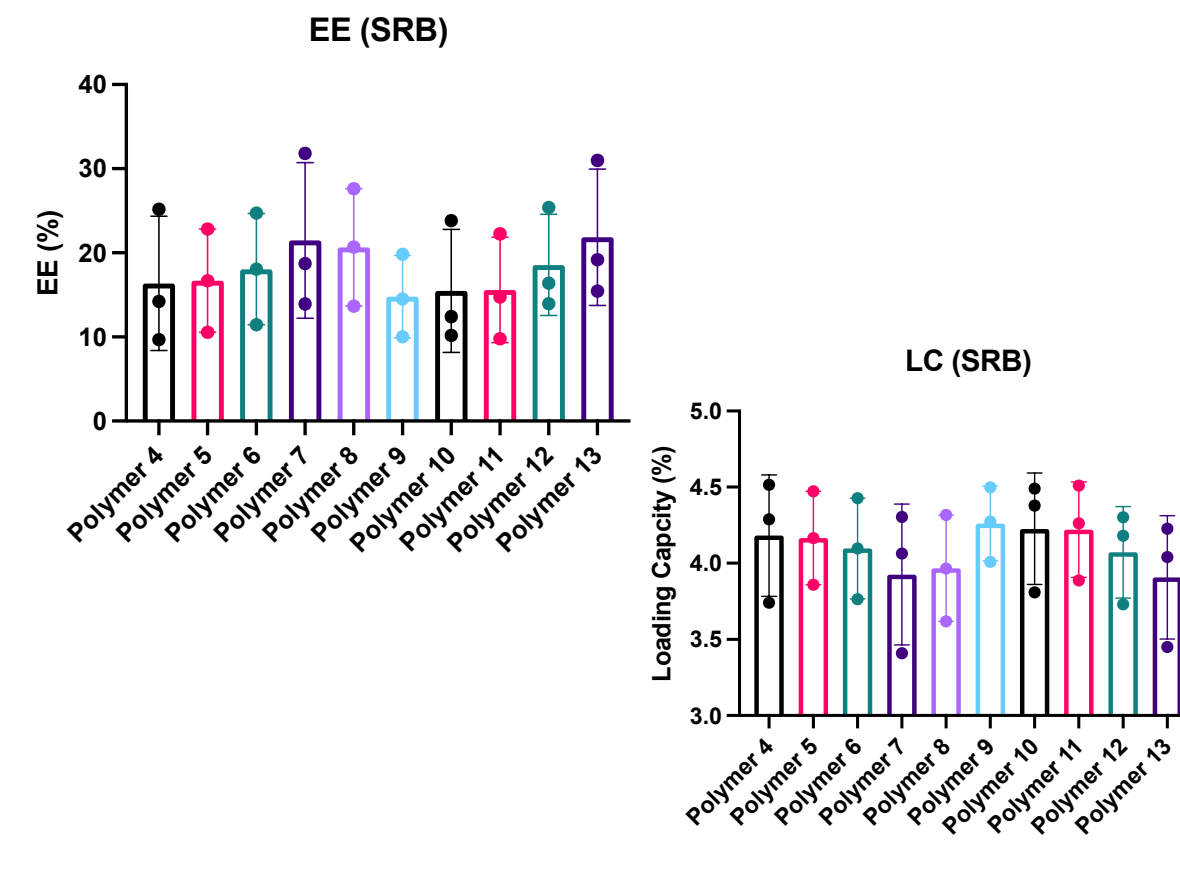 EE (SRB)
EE (%)
40
30
20
10
0
Polymer 4
Polymer 5
Polymer 6
Polymer 7
Polymer 8
Polymer 9
Polymer 10
Polymer 11
Polymer 12
Polymer 13
LC (SRB)
Loading Capcity (%)
5.0
4.5
4.0
3.5
3.0
Polymer 4
Polymer 5
Polymer 6
Polymer 7
Polymer 8
Polymer 9
Polymer 10
Polymer 11
Polymer 12
Polymer 13